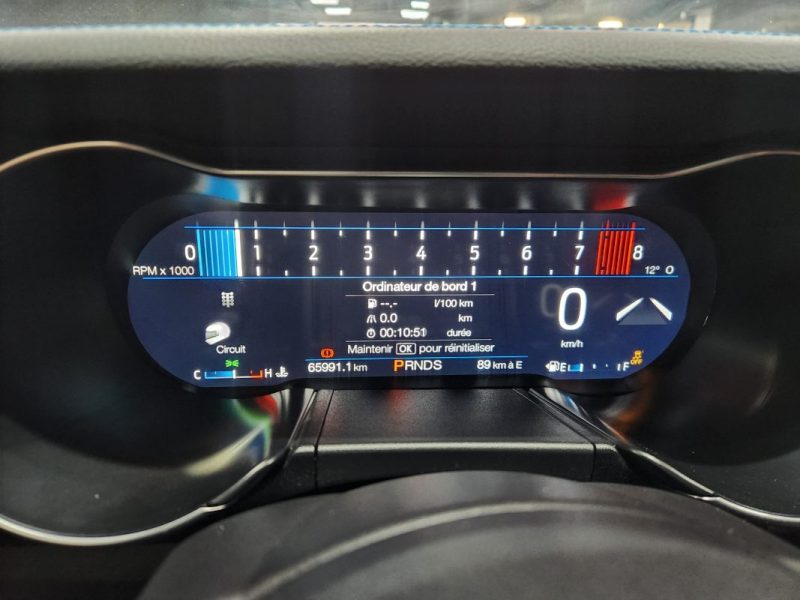 0 1 2 3 4 5 6 7 8
RPM x 1000
12° O
Ordinateur de bord 1
--.- l/100 km
0.0 km
00:10:51 durée
Maintenir OK pour réinitialiser
0
km/h
Circuit
C H
65991.1 km PRNDS 89 km à E
E F
OFF